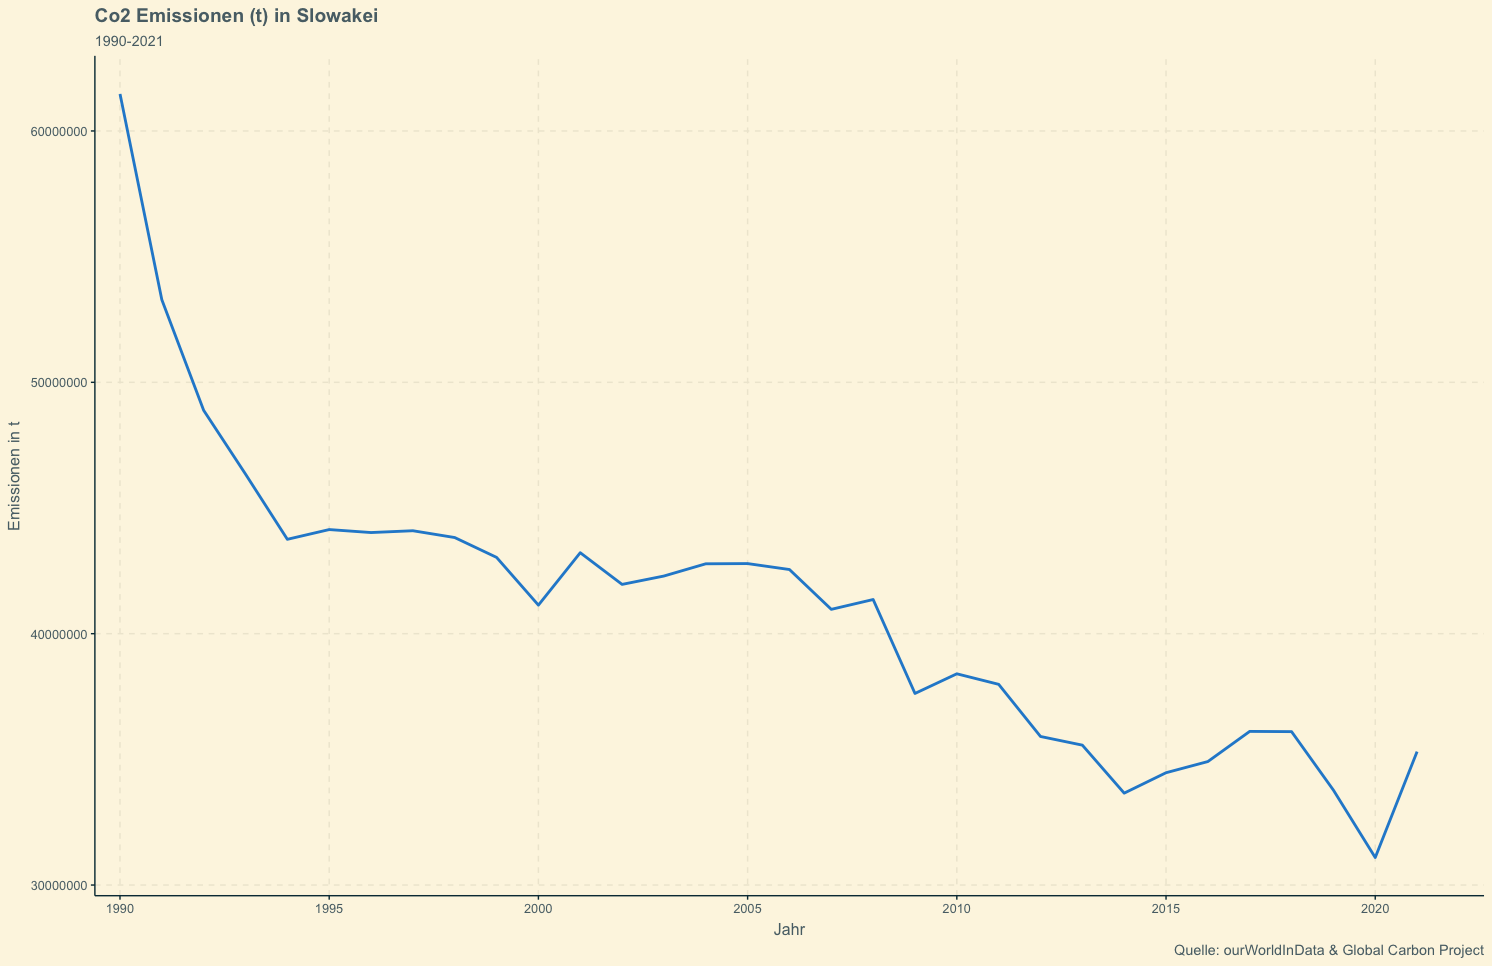 Co2 Emissionen (t) in Slowakei
1990-2021
60000000
50000000
40000000
30000000
Emissionen in t
1990 1995 2000 2005 2010 2015 2020
Jahr
Quelle: ourWorldInData & Global Carbon Project